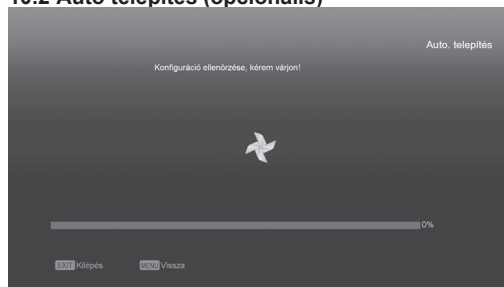 10.2 Auto telepítés (opcionális)
Auto. telepítés
Konfiguráció ellenőrzése, kérem várjon!
0%
EXIT Kilépés MENU Vissza